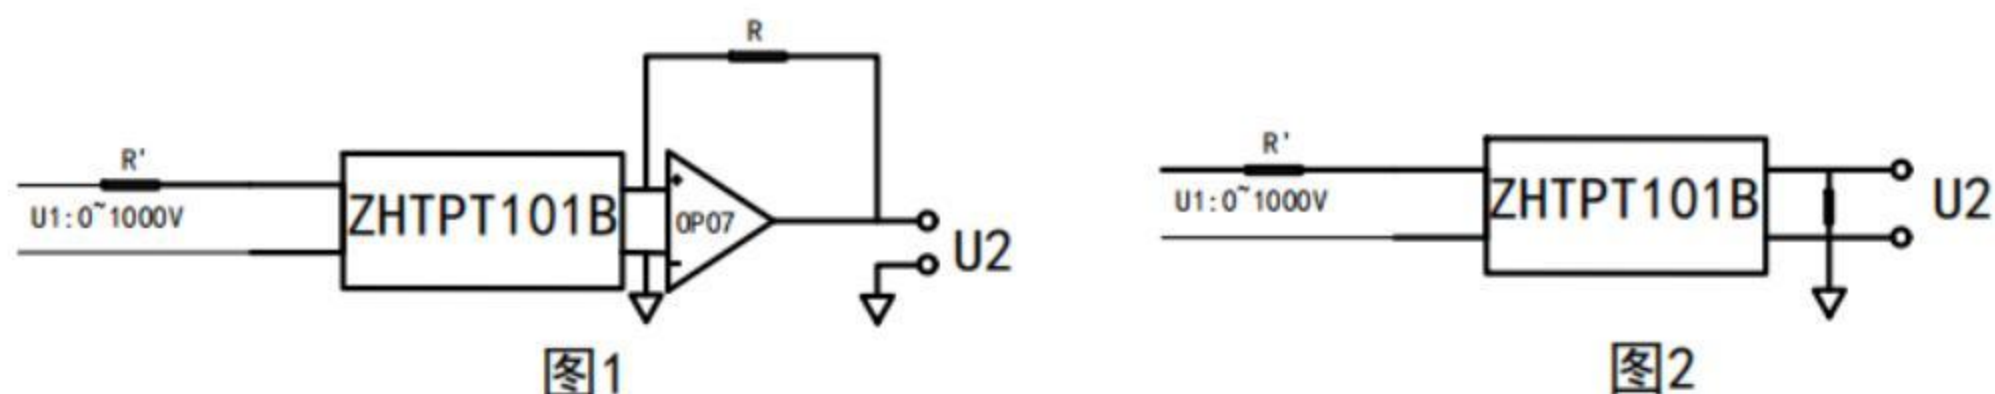 R
R'
U1:0~1000V
ZHTPT101B
+
OP07
-
U2
图1
R'
U1:0~1000V
ZHTPT101B
U2
图2